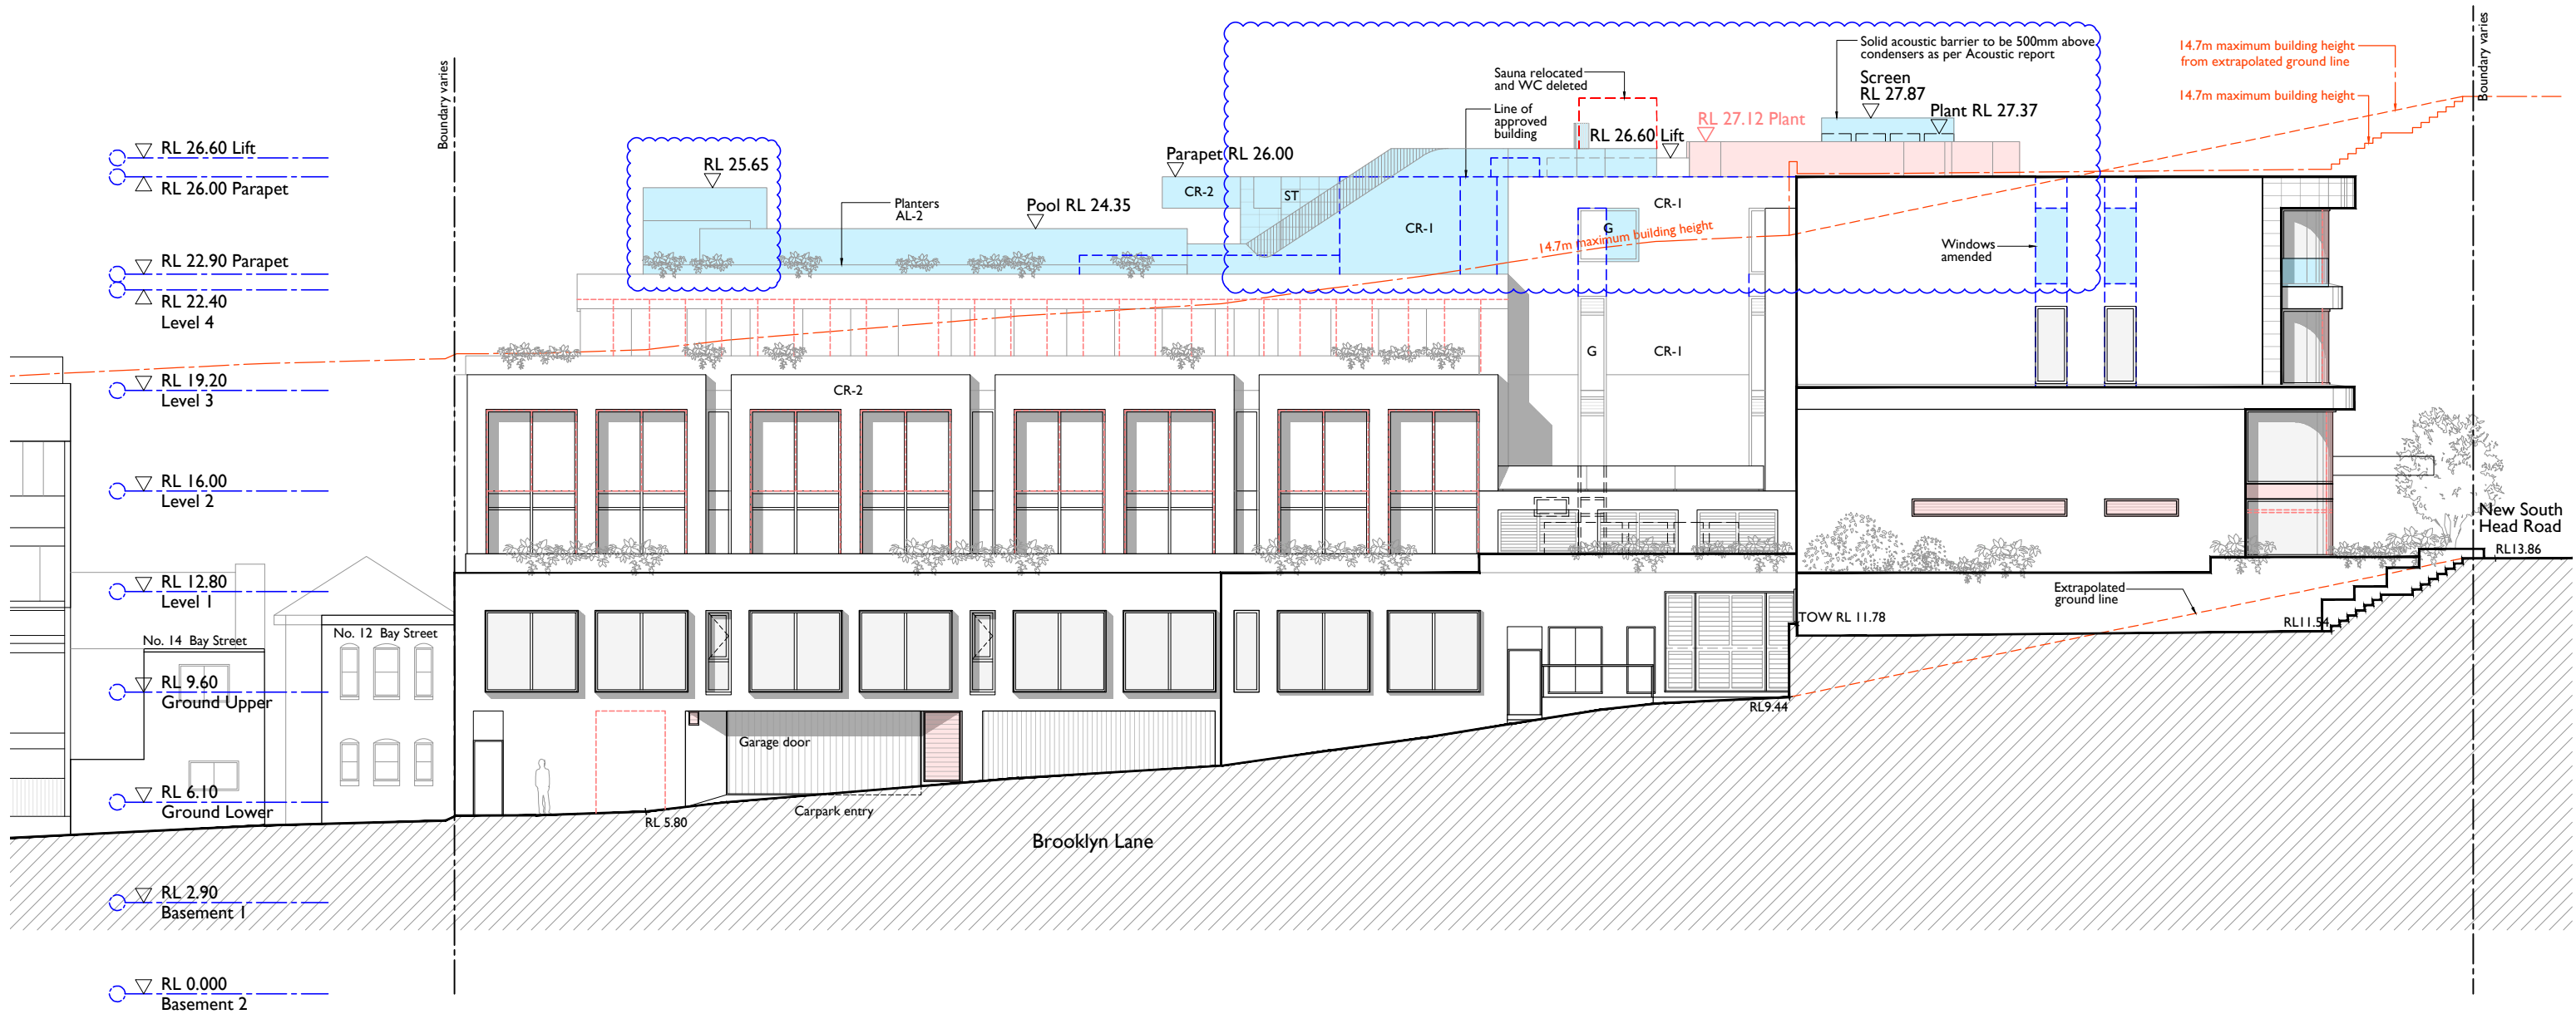 Boundary varies
Boundary varies
Solid acoustic barrier to be 500mm above
condensers as per Acoustic report
14.7m maximum building height
from extrapolated ground line
14.7m maximum building height
Sauna relocated
and WC deleted
Screen
RL 27.87
Plant RL 27.37
Line of
approved
building
RL 27.12 Plant
RL 26.60 Lift
RL 26.60 Lift
RL 26.00 Parapet
RL 25.65
Parapet RL 26.00
CR-2
ST
Planters
AL-2
Pool RL 24.35
CR-1
CR-1
G
14.7m maximum building height
Windows
amended
RL 22.90 Parapet
RL 22.40
Level 4
G
CR-1
RL 19.20
Level 3
CR-2
RL 16.00
Level 2
New South
Head Road
RL13.86
RL 12.80
Level 1
Extrapolated
ground line
TOW RL 11.78
RL11.54
No. 14 Bay Street
No. 12 Bay Street
RL 9.60
Ground Upper
RL9.44
Garage door
RL 6.10
Ground Lower
Carpark entry
RL 5.80
Brooklyn Lane
RL 2.90
Basement 1
RL 0.000
Basement 2